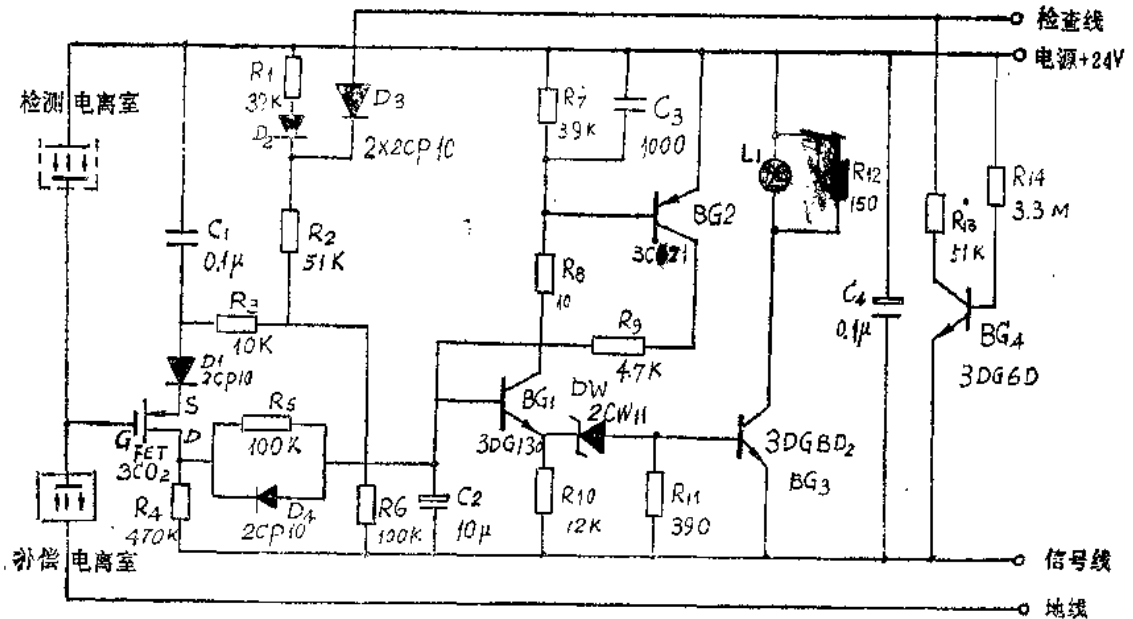 检查线
电源+24V
检测电离室
R1
39K
D2
D3
2x2CP10
R7
3.9K
C3
1000
L1
R12
150
R14
3.3M
R13
51K
C1
0.1μ
R2
51K
BG2
R8
10
R3
10K
R9
4.7K
C4
0.1μ
BG4
3DG6D
D1
2CP10
S
G
D
FET
3CO2
R5
100K
BG1
3DG130
DW
2CW11
BG3
R4
470K
D4
2CP10
R6
100K
C2
10μ
R10
12K
R11
390
补偿电离室
信号线
地线